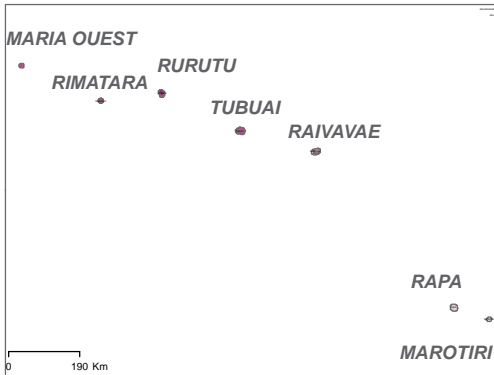 MARIA OUEST
RURUTU
RIMATARA
TUBUAI
RAIVAVAE
RAPA
MAROTIRI
0 190 Km